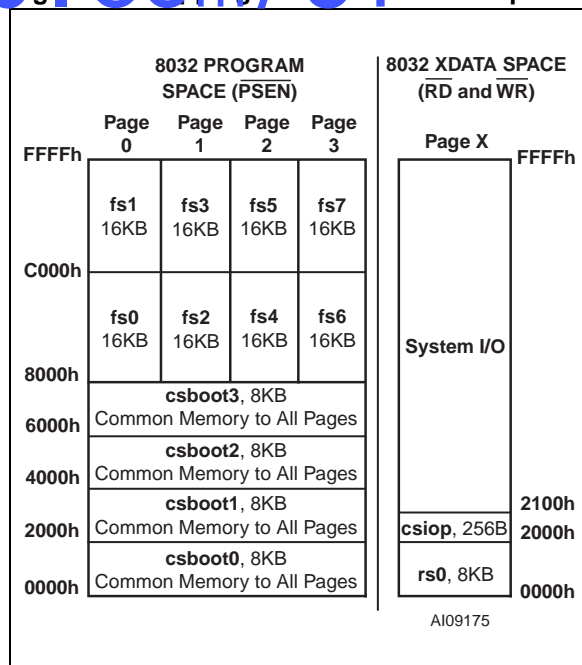 8032 PROGRAM
SPACE (PSEN)
8032 XDATA SPACE
(RD and WR)
Page
0
Page
1
Page
2
Page
3
Page X
FFFFh
FFFFh
fs1
16KB
fs3
16KB
fs5
16KB
fs7
16KB
C000h
fs0
16KB
fs2
16KB
fs4
16KB
fs6
16KB
System I/O
8000h
csboot3, 8KB
Common Memory to All Pages
6000h
csboot2, 8KB
Common Memory to All Pages
4000h
csboot1, 8KB
Common Memory to All Pages
2000h
2100h
csiop, 256B
2000h
csboot0, 8KB
Common Memory to All Pages
0000h
rs0, 8KB
0000h
AI09175